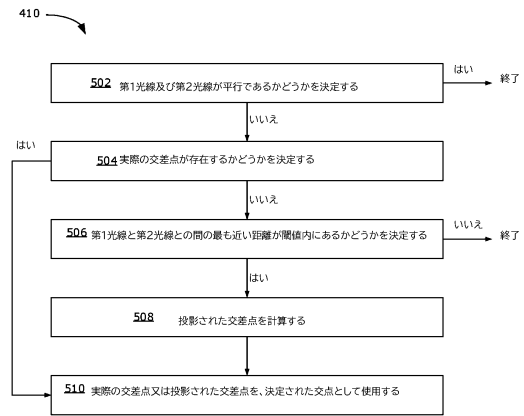 410
502 第1光線及び第2光線が平行であるかどうかを決定する
はい
終了
いいえ
はい
504 実際の交差点が存在するかどうかを決定する
いいえ
506 第1光線と第2光線との間の最も近い距離が閾値内にあるかどうかを決定する
いいえ
終了
はい
508 投影された交差点を計算する
510 実際の交差点又は投影された交差点を、決定された交点として使用する